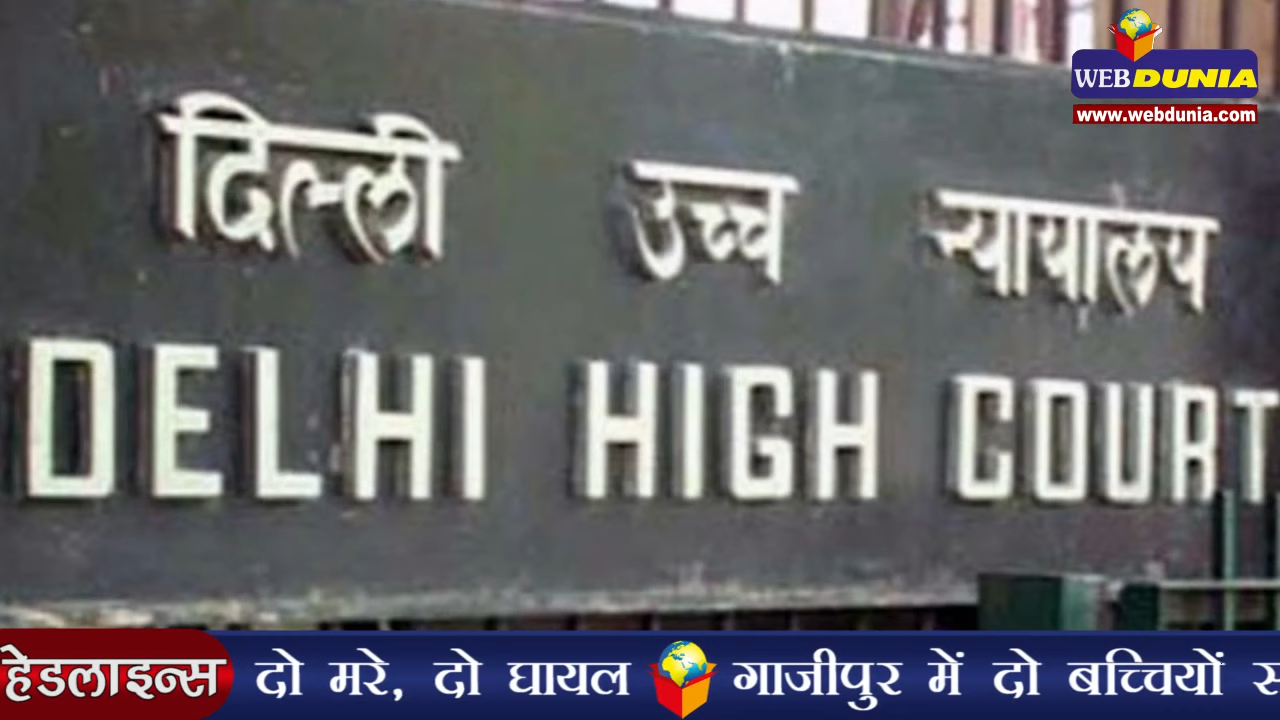 WEBDUNIA
www.webdunia.com
दिल्ली उच्च न्यायालय
DELHI HIGH COURT
हेडलाइन्स दो मरे, दो घायल गाजीपुर में दो बच्चियों